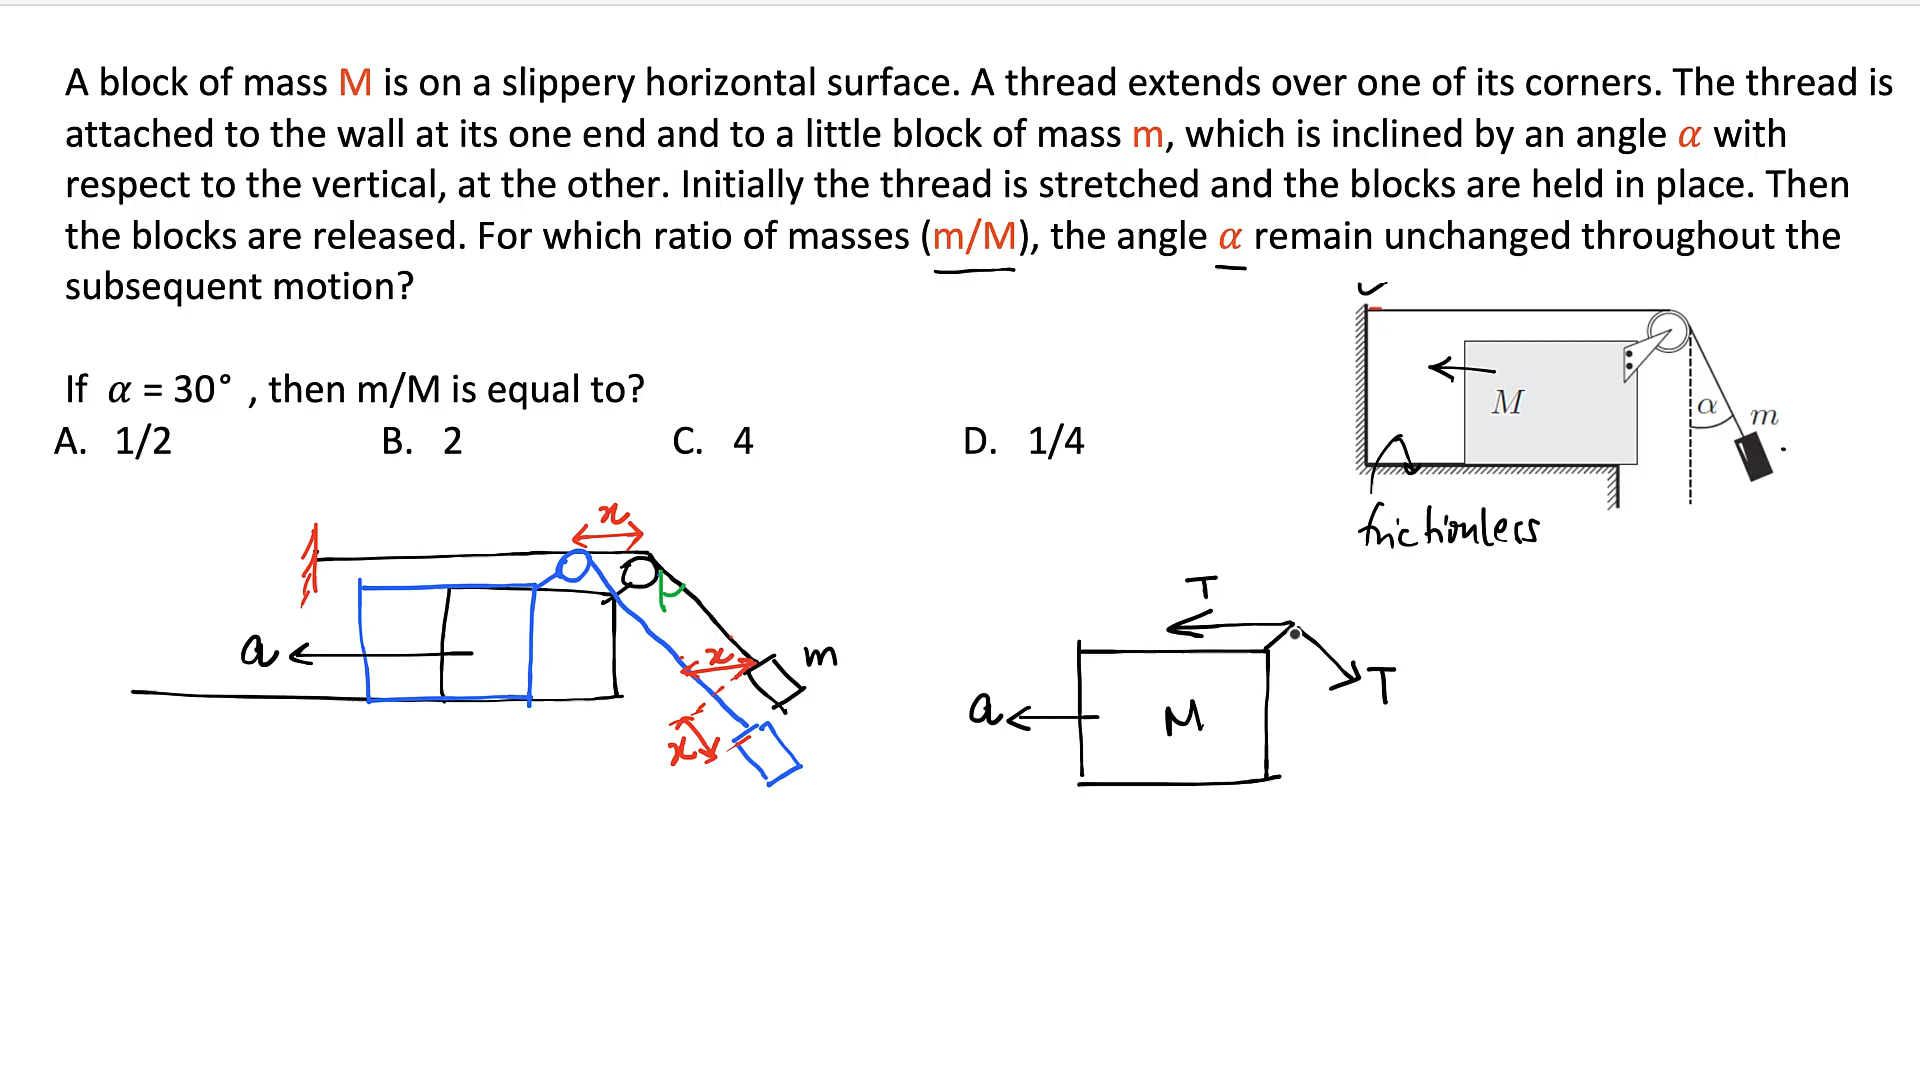 A block of mass M is on a slippery horizontal surface. A thread extends over one of its corners. The thread is
attached to the wall at its one end and to a little block of mass m, which is inclined by an angle α with
respect to the vertical, at the other. Initially the thread is stretched and the blocks are held in place. Then
the blocks are released. For which ratio of masses (m/M), the angle α remain unchanged throughout the
subsequent motion?
If α = 30° , then m/M is equal to?
A. 1/2 B. 2 C. 4 D. 1/4
M
α
m
frictionless
x
a
x
m
x
T
T
a
M